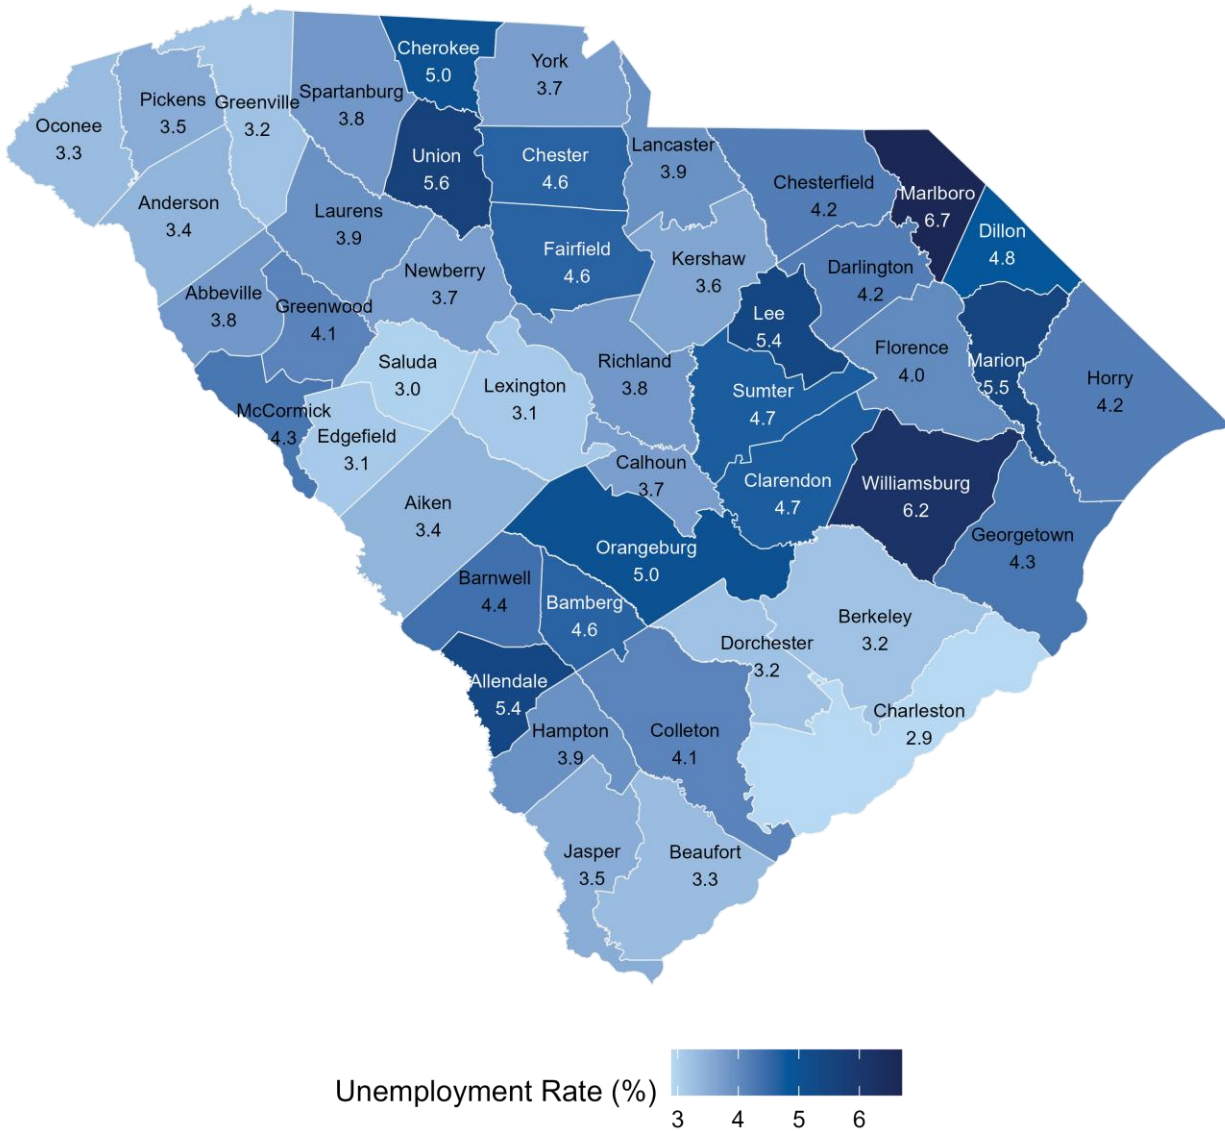 Cherokee
5.0
York
3.7
Pickens
3.5
Greenville
3.2
Spartanburg
3.8
Oconee
3.3
Union
5.6
Chester
4.6
Lancaster
3.9
Chesterfield
4.2
Marlboro
6.7
Anderson
3.4
Laurens
3.9
Dillon
4.8
Fairfield
4.6
Kershaw
3.6
Newberry
3.7
Darlington
4.2
Abbeville
3.8
Greenwood
4.1
Lee
5.4
Florence
4.0
Marion
5.5
Horry
4.2
Saluda
3.0
Lexington
3.1
Richland
3.8
Sumter
4.7
McCormick
4.3
Edgefield
3.1
Calhoun
3.7
Clarendon
4.7
Williamsburg
6.2
Aiken
3.4
Georgetown
4.3
Orangeburg
5.0
Barnwell
4.4
Bamberg
4.6
Berkeley
3.2
Dorchester
3.2
Allendale
5.4
Charleston
2.9
Hampton
3.9
Colleton
4.1
Jasper
3.5
Beaufort
3.3
Unemployment Rate (%)
3 4 5 6